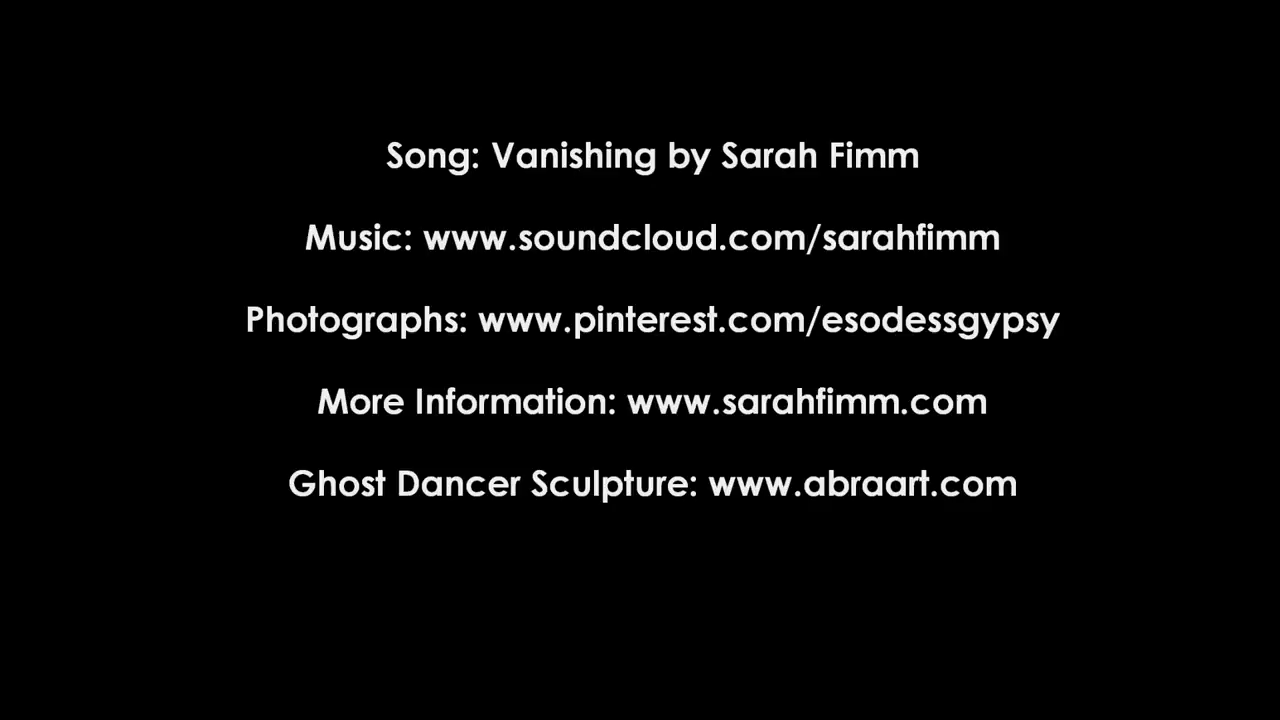 Song: Vanishing by Sarah Fimm
Music: www.soundcloud.com/sarahfimm
Photographs: www.pinterest.com/esodessgypsy
More Information: www.sarahfimm.com
Ghost Dancer Sculpture: www.abraart.com